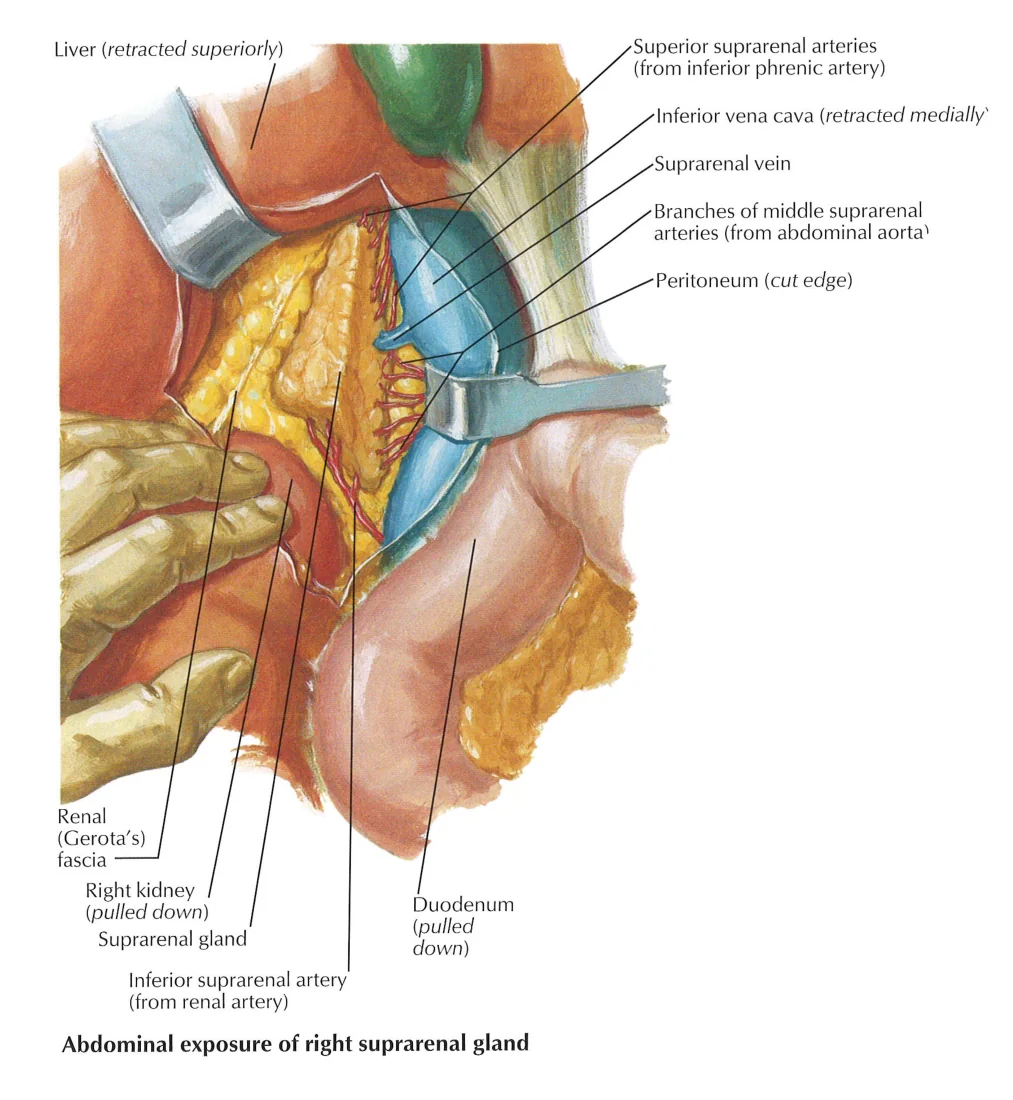 Liver (retracted superiorly)
Superior suprarenal arteries
(from inferior phrenic artery)
Inferior vena cava (retracted medially`
Suprarenal vein
Branches of middle suprarenal
arteries (from abdominal aorta)
Peritoneum (cut edge)
Renal
(Gerota's)
fascia
Right kidney
(pulled down)
Suprarenal gland
Inferior suprarenal artery
(from renal artery)
Duodenum
(pulled
down)
Abdominal exposure of right suprarenal gland